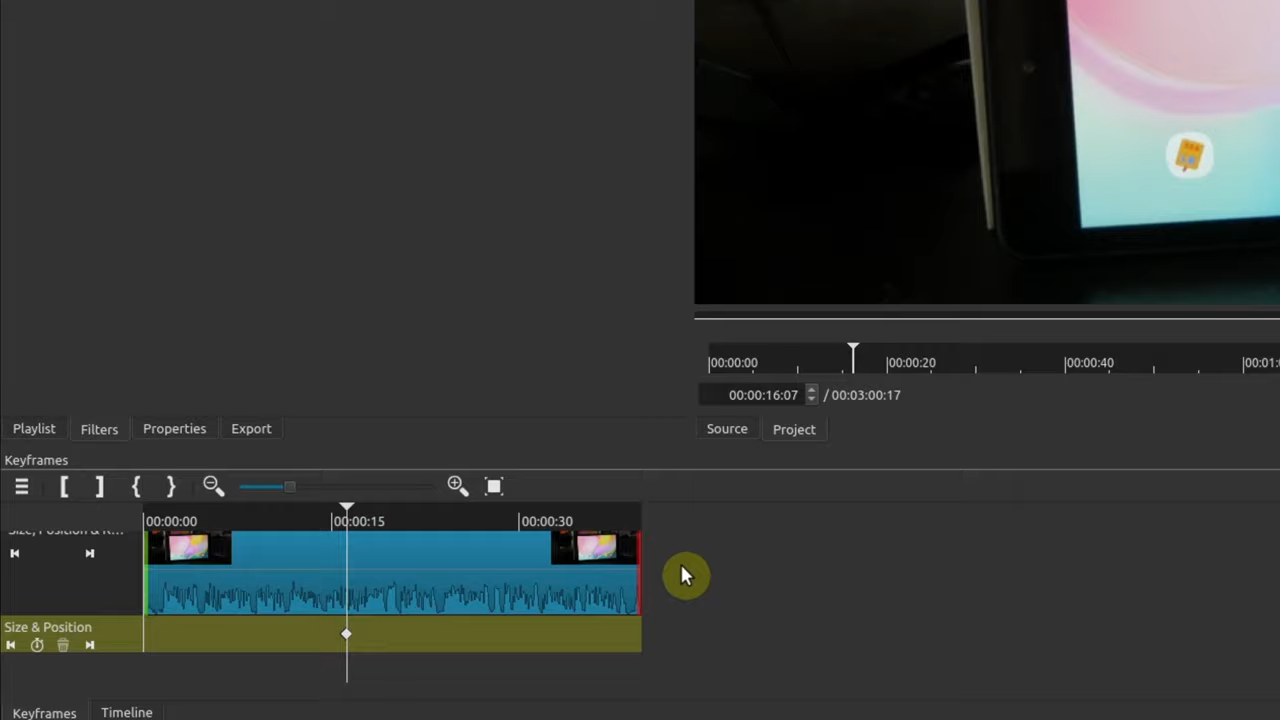 |00:00:00 |00:00:20 |00:00:40 |00:01:
00:00:16:07 / 00:03:00:17
Playlist Filters Properties Export Source Project
Keyframes
00:00:00 00:00:15 00:00:30
Size, Position & R...
Size & Position
Keyframes Timeline